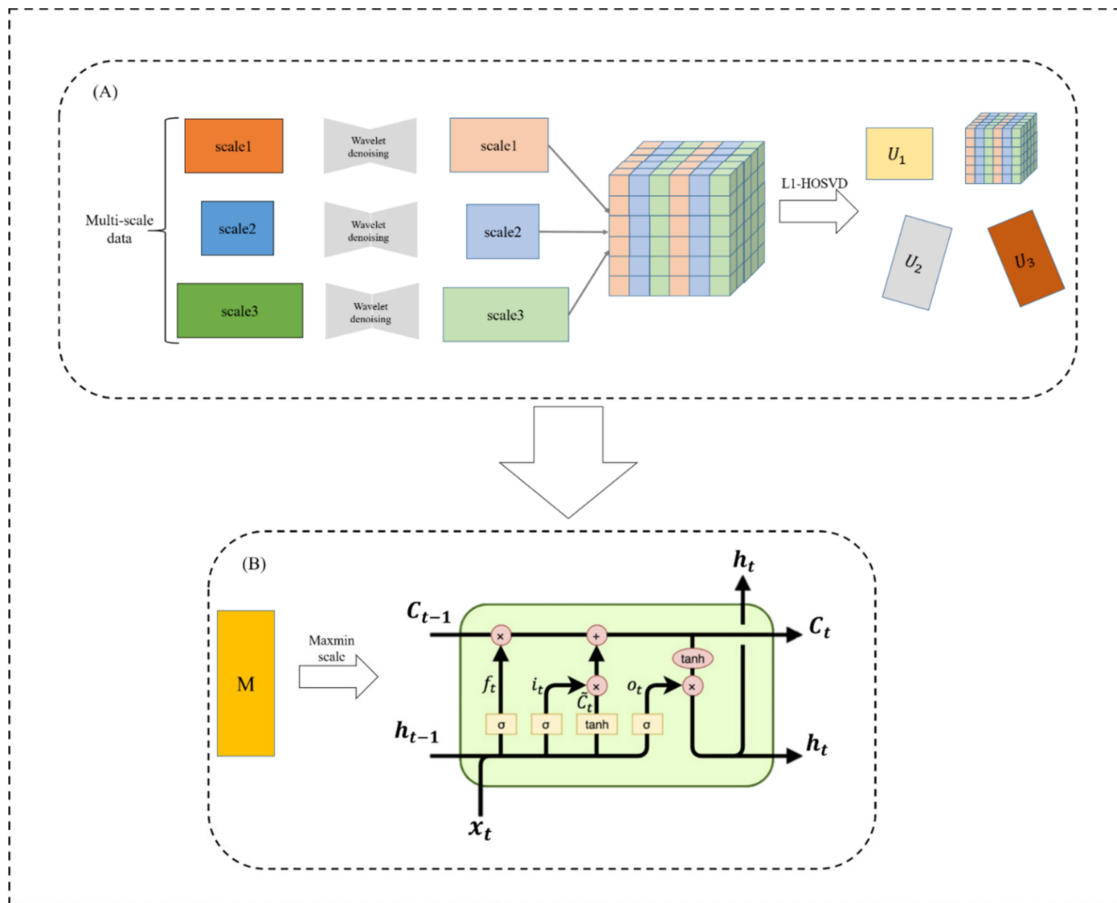 (A)
Multi-scale
data
scale1
Wavelet
denoising
scale1
scale2
Wavelet
denoising
scale2
scale3
Wavelet
denoising
scale3
L1-HOSVD
U₁
U₂
U₃
(B)
M
Maxmin
scale
hₜ
Cₜ₋₁
×
+
Cₜ
tanh
fₜ
iₜ
×
C̃ₜ
oₜ
×
σ
σ
tanh
σ
hₜ₋₁
hₜ
xₜ